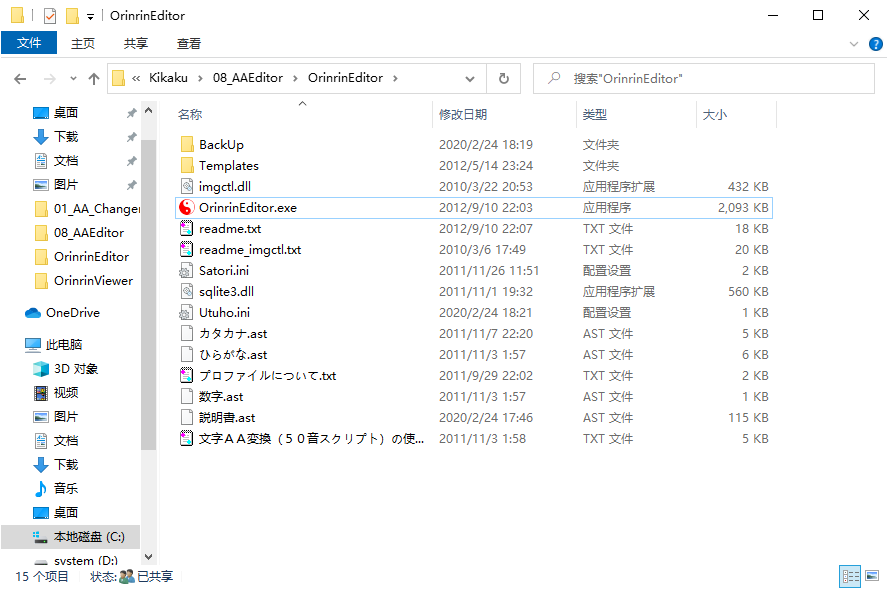 OrinrinEditor
文件 主页 共享 查看
« Kikaku › 08_AAEditor › OrinrinEditor › 搜索"OrinrinEditor"
桌面
下载
文档
图片
01_AA_Changer
08_AAEditor
OrinrinEditor
OrinrinViewer
OneDrive
此电脑
3D 对象
视频
图片
文档
下载
音乐
桌面
本地磁盘 (C:)
system (D:)
名称 修改日期 类型 大小
BackUp 2020/2/24 18:19 文件夹
Templates 2012/5/14 23:24 文件夹
imgctl.dll 2010/3/22 20:53 应用程序扩展 432 KB
OrinrinEditor.exe 2012/9/10 22:03 应用程序 2,093 KB
readme.txt 2012/9/10 22:07 TXT 文件 18 KB
readme_imgctl.txt 2010/3/6 17:49 TXT 文件 20 KB
Satori.ini 2011/11/26 11:51 配置设置 2 KB
sqlite3.dll 2011/11/1 19:32 应用程序扩展 560 KB
Utuho.ini 2020/2/24 18:21 配置设置 1 KB
カタカナ.ast 2011/11/7 22:20 AST 文件 5 KB
ひらがな.ast 2011/11/3 1:57 AST 文件 6 KB
プロファイルについて.txt 2011/9/29 22:02 TXT 文件 2 KB
数字.ast 2011/11/3 1:57 AST 文件 1 KB
説明書.ast 2020/2/24 17:46 AST 文件 115 KB
文字ＡＡ変換（５０音スクリプト）の使... 2011/11/3 1:58 TXT 文件 5 KB
15 个项目 状态: 已共享